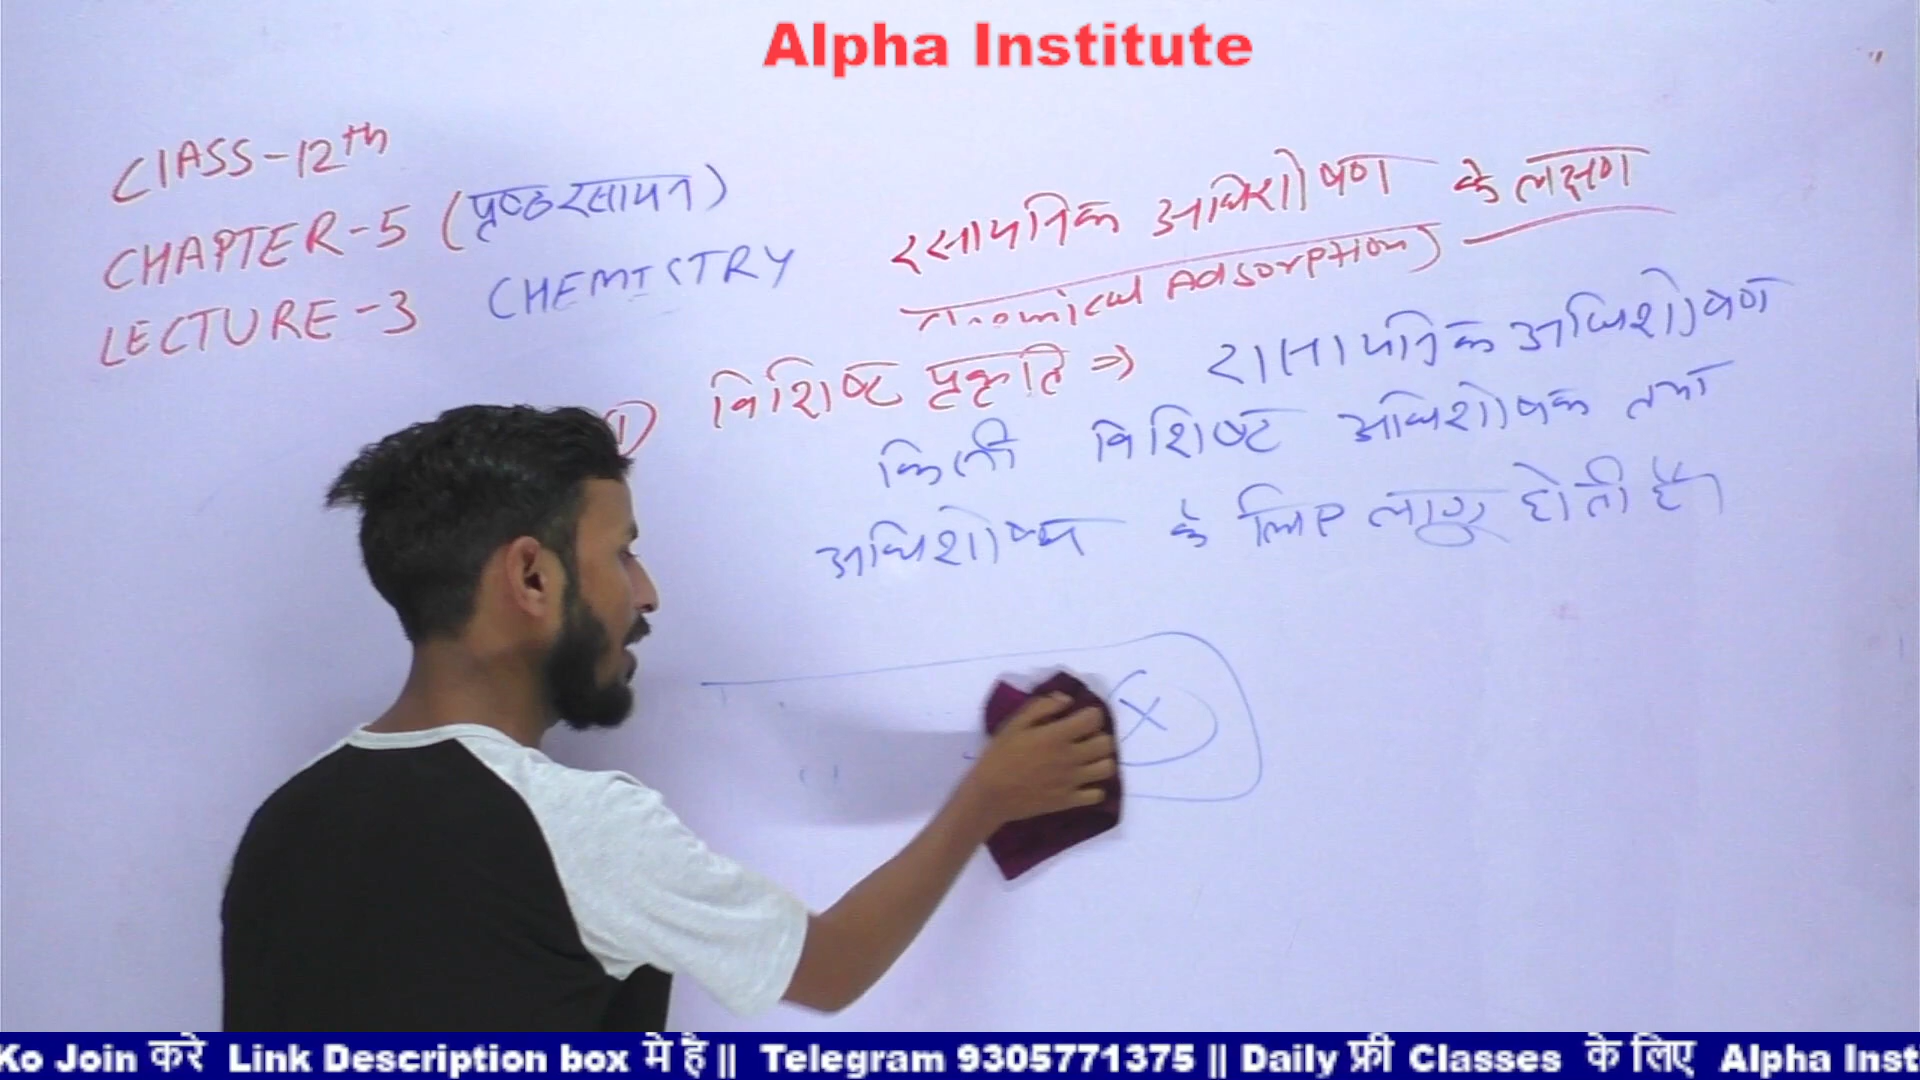 Alpha Institute
CLASS-12th
CHAPTER-5 (पृष्ठ रसायन)
LECTURE-3 CHEMISTRY
रसायनिक अधिशोषण के लक्षण
Adsorption)
① विशिष्ट प्रकृति ⇒ रासायनिक अधिशोषण
किसी विशिष्ट अधिशोषक तथा
अधिशोष्य के लिए लागू होती है।
X
Ko Join करे Link Description box मे है || Telegram 9305771375 || Daily फ्री Classes के लिए Alpha Inst